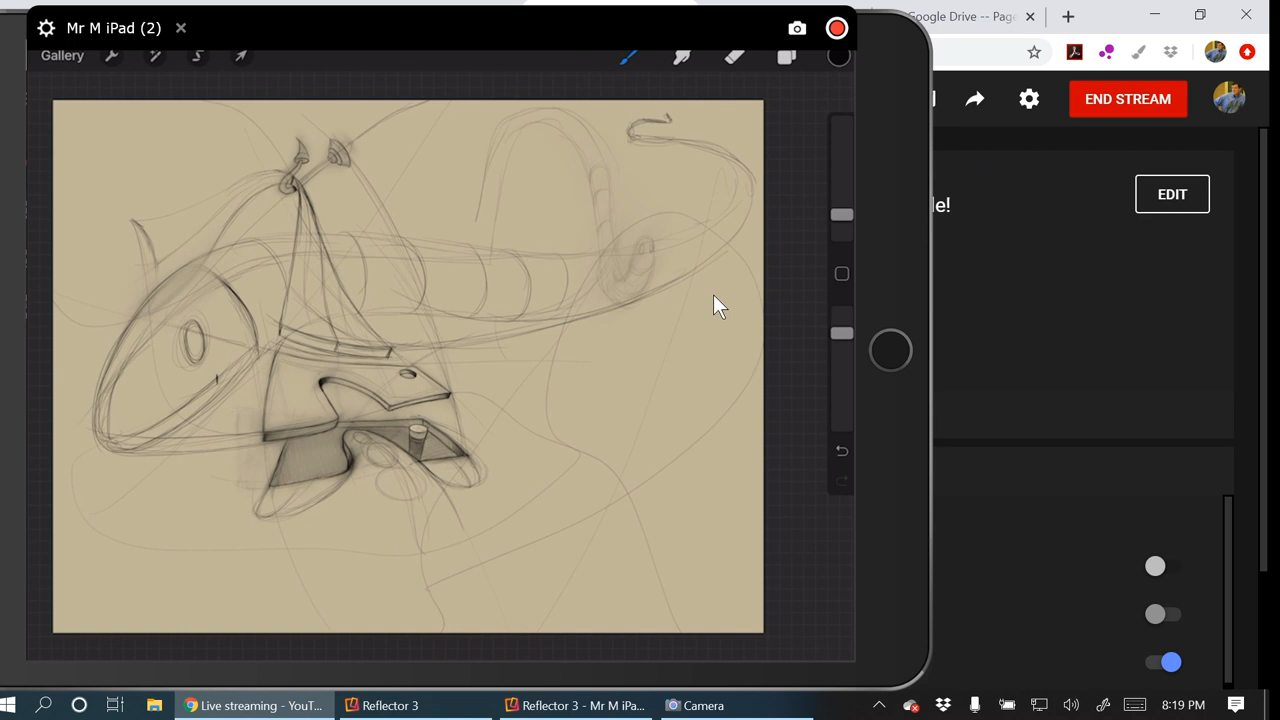 Mr M iPad (2)
Google Drive -- Page
Gallery
END STREAM
EDIT
le!
Live streaming - YouT...
Reflector 3
Reflector 3 - Mr M iPa...
Camera
8:19 PM